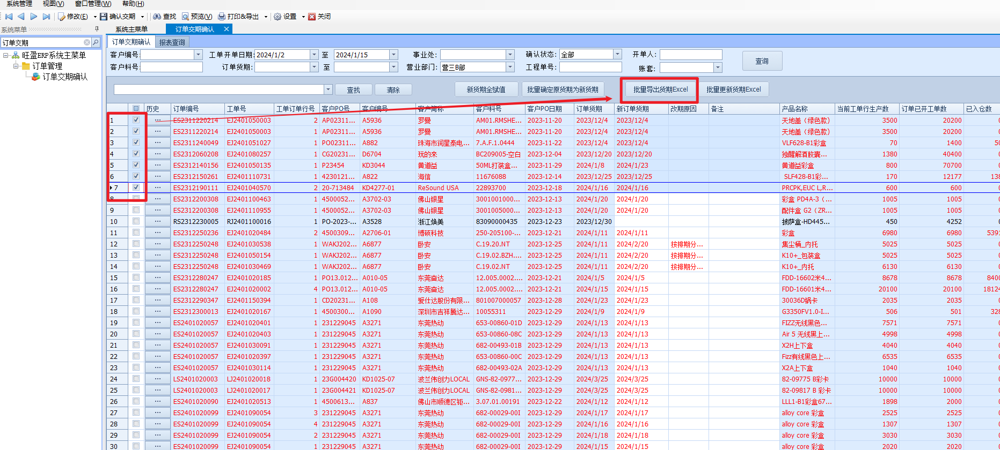 系统管理 视图(V) 窗口管理(W) 帮助(H)
修改(E) 确认交期 查找 预览(V) 打印&导出 设置 关闭
系统菜单 系统主菜单 订单交期确认
订单交期 订单交期确认 报表查询
旺盈ERP系统主菜单
订单管理
订单交期确认
客户编号: 工单开单日期: 2024/1/2 至 2024/1/15 事业处: 确认状态: 全部 开单人: 查询
客户料号: 订单货期: 至 营业部门: 营三B部 工程单号: 账套:
查找 清除 新货期全赋值 批量确定原货期为新货期 批量导出货期Excel 批量更新货期Excel
历史 订单编号 工单号 工单订单行号 客户PO号 客户编号 客户简称 客户料号 客户PO日期 订单货期 新订单货期 改期原因 备注 产品名称 当前工单行生产数 订单已开工单数 已入仓数
1 ... ES2311220214 EJ2401050003 2 AP02311... A5936 罗曼 AM01.RMSHE... 2023-11-20 2023/12/4 2023/12/4 天地盖（绿色款） 3500 20200
2 ... ES2311220214 EJ2401050003 1 AP02311... A5936 罗曼 AM01.RMSHE... 2023-11-20 2023/12/4 2023/12/4 天地盖（绿色款） 3500 20200
3 ... ES2311240049 EJ2401051027 1 PO02311... A882 珠海市润星泰电... 7.A.F.1.0444 2023-11-22 2023/12/4 2023/12/4 VLF628-B1彩盒 70 1400
4 ... ES2312060208 EJ2401080257 1 CG20231... D6704 玩的來 BC209005-空白 2023-12-04 2023/12/20 2023/12/20 独醒解酒胶囊... 1380 40400
5 ... ES2312140156 EJ2401050135 1 P23454 KD3044 黄道益 50ML打装盒... 2023-11-29 2024/1/8 2024/1/23 黄道益彩盒 800 70700
6 ... ES2312150261 EJ2401110731 1 4230121... A822 海信 11676088 2023-12-14 2023/12/25 2023/12/25 SLF428-B1彩... 170 12177
7 ... ES2312190111 EJ2401040570 2 20-713484 KD4277-01 ReSound USA 22893700 2023-12-18 2024/1/16 2024/1/16 PRCPK,EUC L,R... 600 600
8 ... ES2312200308 EJ2401100463 1 4500052... A3702-03 佛山银星 3001001000... 2023-12-13 2024/1/20 2024/1/20 彩盒 PD4A-3（... 1005 1005
9 ... ES2312200308 EJ2401110955 1 4500052... A3702-03 佛山银星 3001005000... 2023-12-13 2024/1/20 2024/1/20 配件盒 G2（ZR... 1005 1005
10 ... RS2312230005 RJ2401100016 1 PO-2023-... A3528 浙江焕美 83090000435 2023-12-23 2023/12/30 披萨盒-HD445... 450 4252
11 ... ES2312250236 EJ2401020484 2 4500309... A2706-01 博硕科技 250-205100-... 2023-12-21 2024/1/11 2024/1/11 彩盒 6980 6980
12 ... ES2312250248 EJ2401030538 1 WAKJ202... A6877 卧安 C.19.20.NT 2023-12-25 2024/1/11 2024/2/20 按排期分... 集尘桶_内托 5025 5025
13 ... ES2312250248 EJ2401050154 1 WAKJ202... A6877 卧安 C.19.02.BZH.... 2023-12-25 2024/1/11 2024/2/20 按排期分... K10+_包装盒 5025 5025
14 ... ES2312250248 EJ2401030469 1 WAKJ202... A6877 卧安 C.19.02.NT 2023-12-25 2024/1/11 2024/2/20 按排期分... K10+_内托 6130 6130
15 ... ES2312280247 EJ2401020185 1 PO13.012... A010-05 东莞奋达 12.005.0002.... 2023-12-21 2024/1/5 2024/1/5 FDD-16602米4... 8678 8678
16 ... ES2312280247 EJ2401020002 4 PO13.012... A010-05 东莞奋达 12.005.0002.... 2023-12-21 2024/1/15 2024/1/15 FDD-16601米4... 20100 20100
17 ... ES2312290347 EJ2401150394 1 CD20231... A108 爱仕达股份有限... 801007000057 2023-12-28 2024/1/23 2024/1/23 30036D锅卡 2035 2035
18 ... ES2312300013 EJ2401020167 1 4500300... A1090 深圳市吉祥腾达... 10055311 2023-12-29 2024/1/9 2024/1/9 G3350FV1.0-I... 506 501
19 ... ES2401020057 EJ2401020401 1 231229045 A3271 东莞热动 653-00860-01D 2023-12-29 2024/1/13 2024/1/13 FIZZ无线黑色... 7571 7571
20 ... ES2401020057 EJ2401020403 1 231229045 A3271 东莞热动 653-00860-08C 2023-12-29 2024/1/13 2024/1/13 Air 5 无线黑上... 4998 4998
21 ... ES2401020057 EJ2401030091 1 231229045 A3271 东莞热动 682-00493-01B 2023-12-29 2024/1/13 2024/1/13 X2H上下盒 4040 4040
22 ... ES2401020057 EJ2401020397 1 231229045 A3271 东莞热动 653-00860-00C 2023-12-29 2024/1/13 2024/1/13 Fizz有线黑色上... 6535 6535
23 ... ES2401020057 EJ2401030114 1 231229045 A3271 东莞热动 682-00493-02A 2023-12-29 2024/1/13 2024/1/13 X2A上下盒 1040 1040
24 ... LS2401020003 LJ2401020018 1 23G004420 KD1025-07 波兰伟创力LOCAL GNS-82-0977... 2023-12-29 2024/3/25 2024/3/25 82-09775 B彩卡 10000 10000
25 ... LS2401020003 LJ2401020017 1 23G004421 KD1025-07 波兰伟创力LOCAL GNS-82-0981... 2023-12-29 2024/3/25 2024/3/25 82-09817 B 彩卡 10000 10000
26 ... ES2401020090 EJ2401020513 1 4500613... A837 佛山市顺德区钜... 3.07.01.00191 2023-12-22 2024/1/12 2024/1/12 LLL1-B1彩盒67... 1898 2000
27 ... ES2401020099 EJ2401090054 3 231229045 A3271 东莞热动 682-00029-00I 2023-12-29 2024/1/17 2024/1/17 alloy core 彩盒 2525 2525
28 ... ES2401020099 EJ2401090054 4 231229045 A3271 东莞热动 682-00029-00I 2023-12-29 2024/1/16 2024/1/16 alloy core 彩盒 1307 1307
29 ... ES2401020099 EJ2401090054 2 231229045 A3271 东莞热动 682-00029-00I 2023-12-29 2024/1/18 2024/1/18 alloy core 彩盒 3030 3030
30 ... ES2401020099 EJ2401090054 1 231229045 A3271 东莞热动 682-00029-00I 2023-12-29 2024/1/15 2024/1/15 alloy core 彩盒 2020 2020